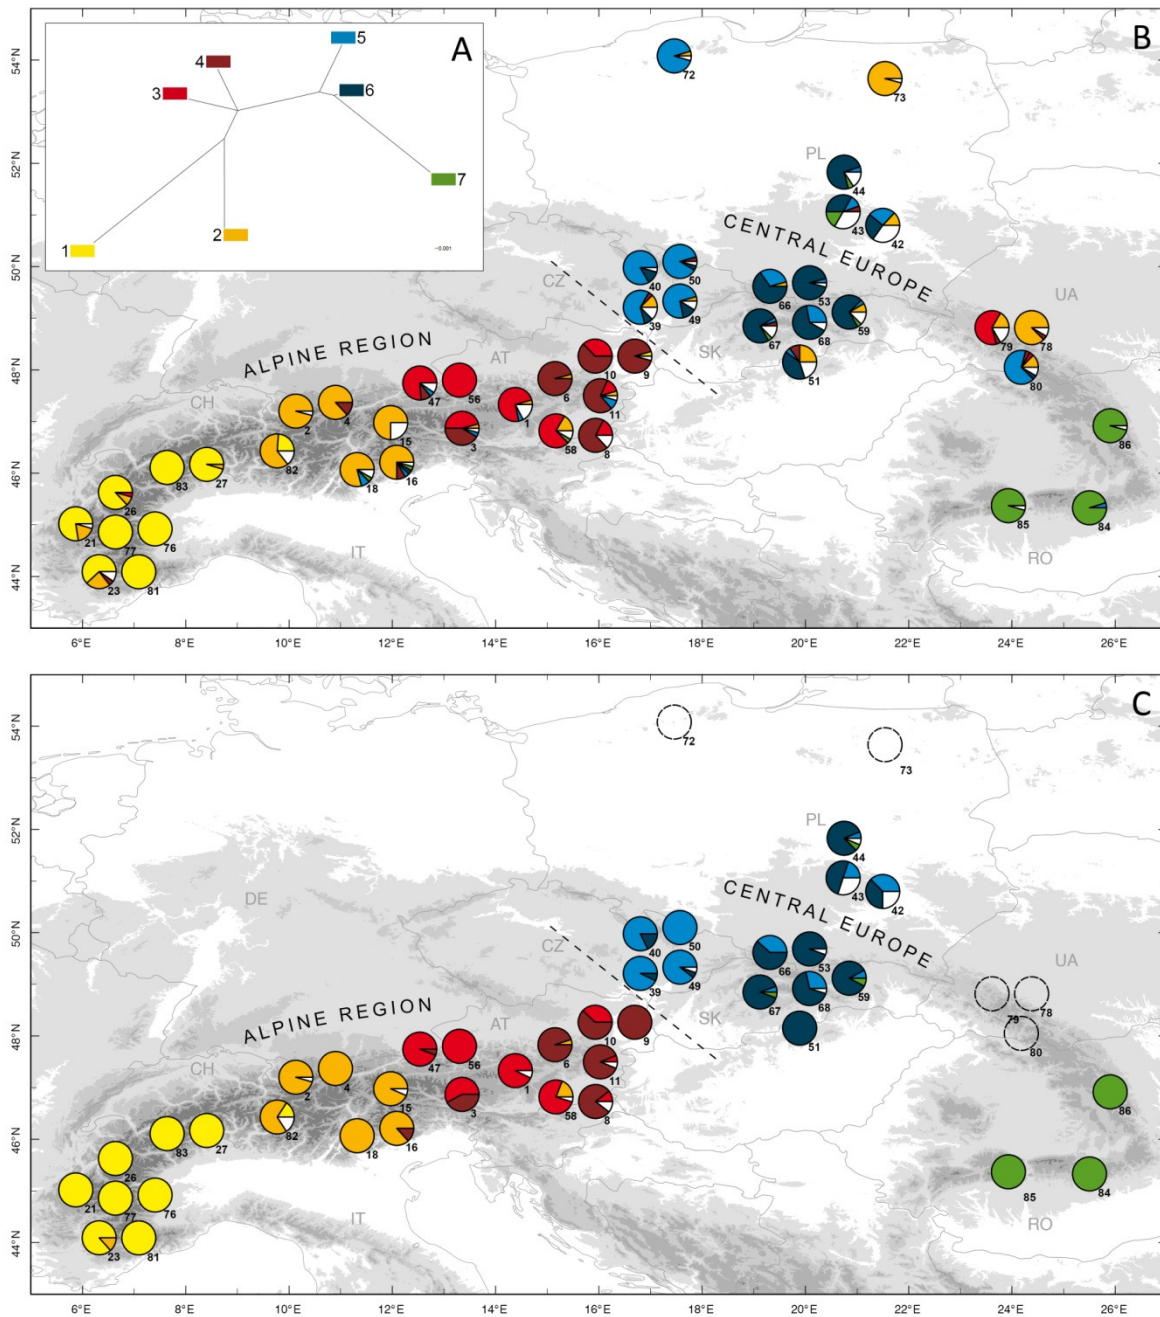 A
5
4
6
3
7
2
1
−0.001
B
54°N
52°N
50°N
48°N
46°N
44°N
72
73
PL
44
43
42
CENTRAL EUROPE
CZ
40
50
39
49
66
53
67
68
59
SK
51
UA
79
78
80
86
85
84
RO
ALPINE REGION
AT
CH
IT
10
9
6
11
47
56
1
3
58
8
2
4
15
82
18
16
83
27
26
21
77
76
23
81
6°E
8°E
10°E
12°E
14°E
16°E
18°E
20°E
22°E
24°E
26°E
C
54°N
52°N
50°N
48°N
46°N
44°N
72
73
PL
44
43
42
DE
CENTRAL EUROPE
CZ
40
50
39
49
66
53
67
68
59
SK
51
UA
79
78
80
86
85
84
RO
ALPINE REGION
AT
CH
IT
10
9
6
11
47
56
1
3
58
8
2
4
15
82
18
16
83
27
26
21
77
76
23
81
6°E
8°E
10°E
12°E
14°E
16°E
18°E
20°E
22°E
24°E
26°E